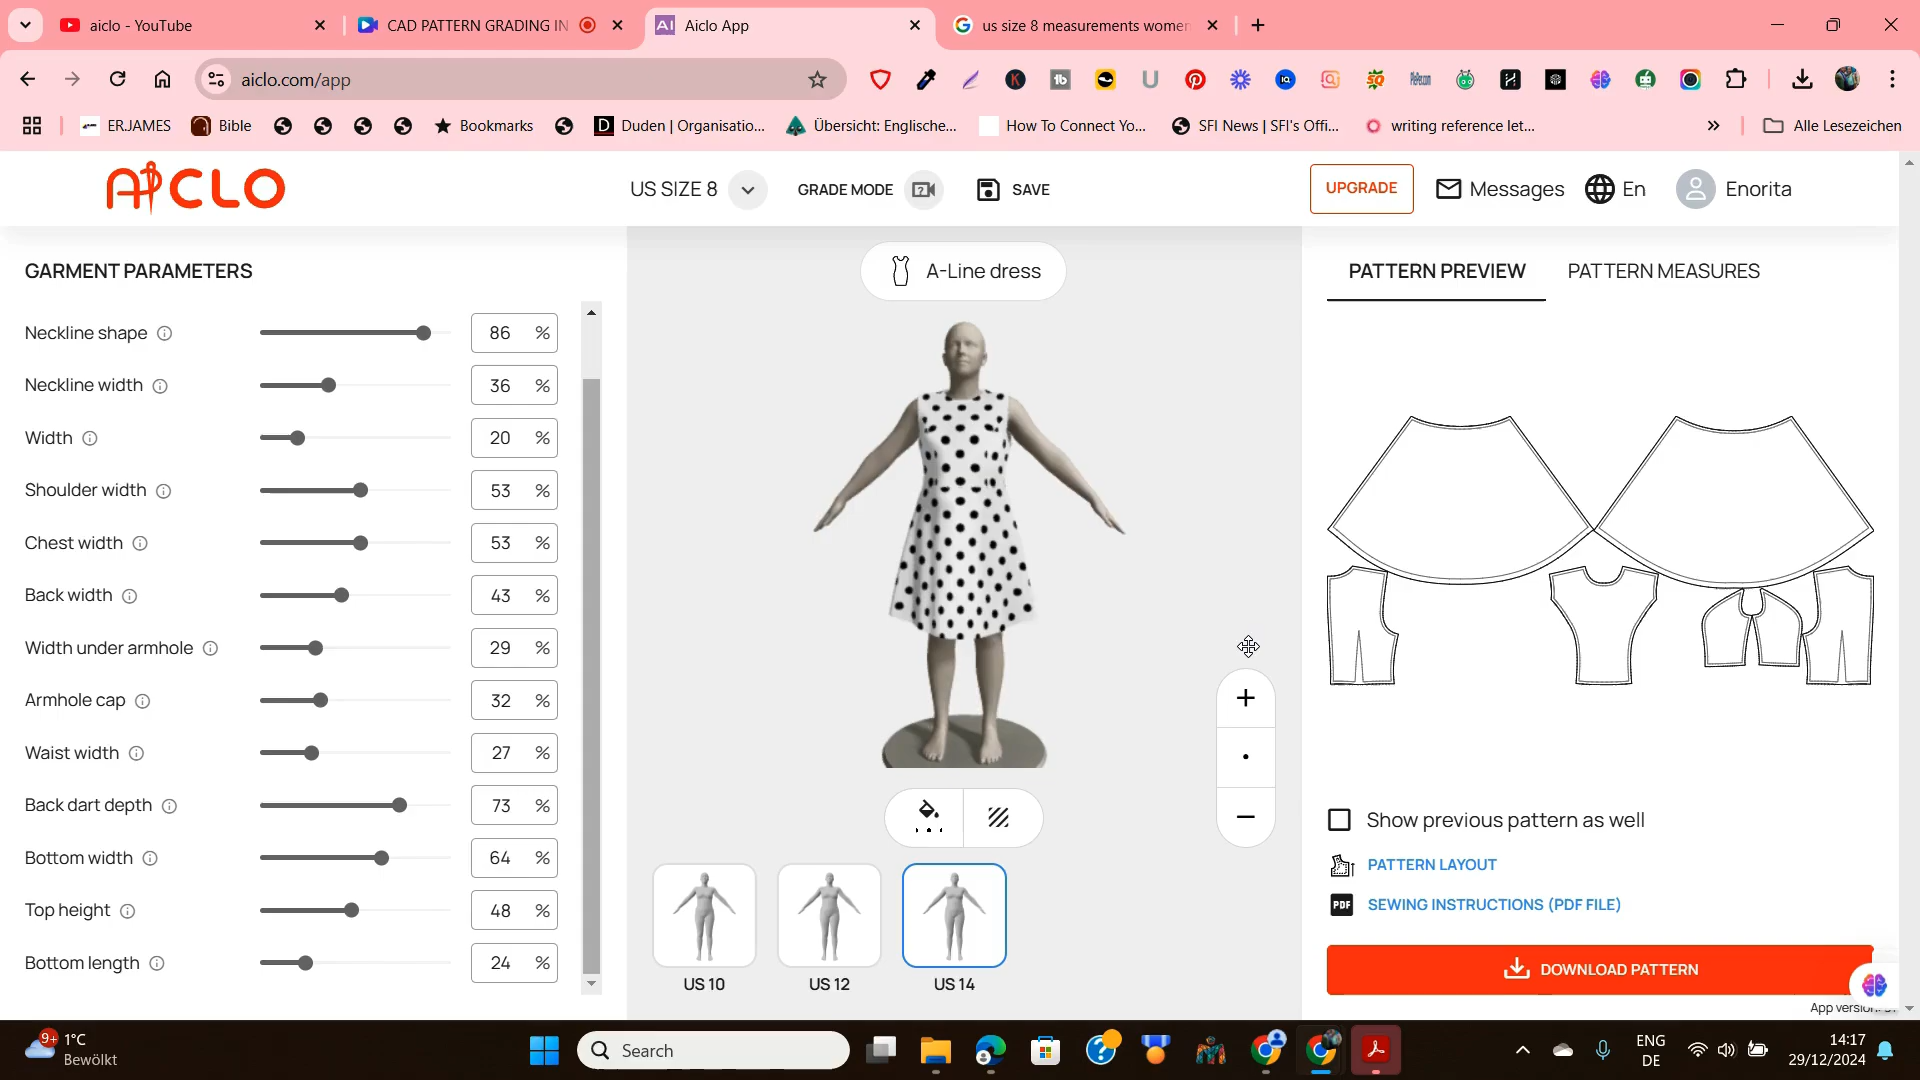 aiclo - YouTube
CAD PATTERN GRADING IN
AI Aiclo App
us size 8 measurements women
aiclo.com/app
ER.JAMES
Bible
Bookmarks
D Duden | Organisatio...
Übersicht: Englische...
How To Connect Yo...
SFI News | SFI's Offi...
writing reference let...
Alle Lesezeichen
AiCLO
US SIZE 8
GRADE MODE
SAVE
UPGRADE
Messages
En
Enorita
GARMENT PARAMETERS
Neckline shape 86 %
Neckline width 36 %
Width 20 %
Shoulder width 53 %
Chest width 53 %
Back width 43 %
Width under armhole 29 %
Armhole cap 32 %
Waist width 27 %
Back dart depth 73 %
Bottom width 64 %
Top height 48 %
Bottom length 24 %
A-Line dress
US 10
US 12
US 14
PATTERN PREVIEW
PATTERN MEASURES
Show previous pattern as well
PATTERN LAYOUT
PDF SEWING INSTRUCTIONS (PDF FILE)
DOWNLOAD PATTERN
9+
1°C
Bewölkt
Search
ENG
DE
14:17
29/12/2024